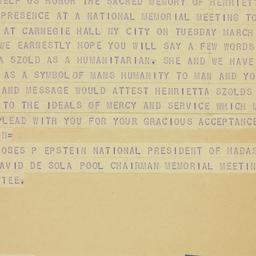 HELP US HONOR THE SACRED MEMORY OF HENRIETT
PRESENCE AT A NATIONAL MEMORIAL MEETING TO
AT CARNEGIE HALL NY CITY ON TUESDAY MARCH
WE EARNESTLY HOPE YOU WILL SAY A FEW WORDS
A SZOLD AS A HUMANITARIAN. SHE AND WE HAVE
AS A SYMBOL OF MANS HUMANITY TO MAN AND YO
AND MESSAGE WOULD ATTEST HENRIETTA SZOLDS
TO THE IDEALS OF MERCY AND SERVICE WHICH
PLEAD WITH YOU FOR YOUR GRACIOUS ACCEPTANCE
OSES P EPSTEIN NATIONAL PRESIDENT OF HADAS
AVID DE SOLA POOL CHAIRMAN MEMORIAL MEETIN
TEE.